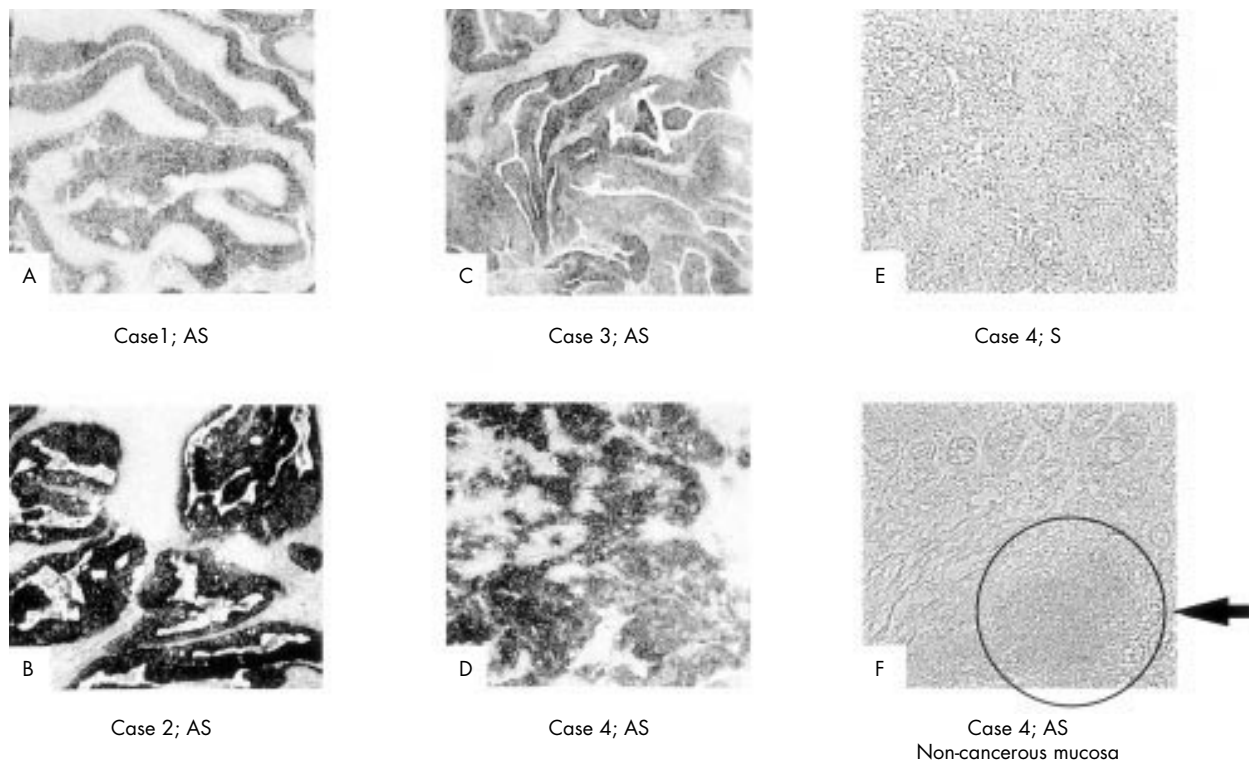 A
C
E
Case1; AS
Case 3; AS
Case 4; S
B
D
F
Case 2; AS
Case 4; AS
Case 4; AS
Non-cancerous mucosa